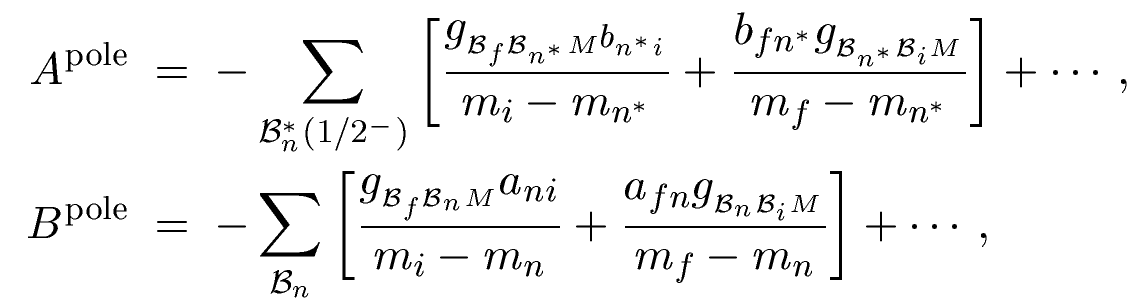 $A^{\text{pole}} = -\sum_{\mathcal{B}_n^*(1/2^-)} \left[ \frac{g_{\mathcal{B}_f \mathcal{B}_{n^*} M} b_{n^* i}}{m_i - m_{n^*}} + \frac{b_{f n^*} g_{\mathcal{B}_{n^*} \mathcal{B}_i M}}{m_f - m_{n^*}} \right] + \cdots ,$
$B^{\text{pole}} = -\sum_{\mathcal{B}_n} \left[ \frac{g_{\mathcal{B}_f \mathcal{B}_n M} a_{ni}}{m_i - m_n} + \frac{a_{fn} g_{\mathcal{B}_n \mathcal{B}_i M}}{m_f - m_n} \right] + \cdots ,$